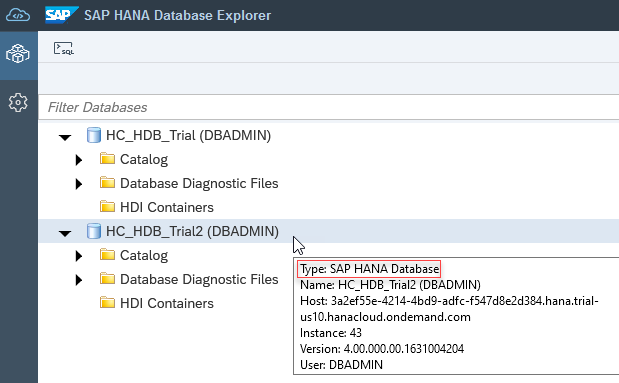 SAP SAP HANA Database Explorer
SQL
Filter Databases
HC_HDB_Trial (DBADMIN)
Catalog
Database Diagnostic Files
HDI Containers
HC_HDB_Trial2 (DBADMIN)
Catalog
Database Diagnostic Files
HDI Containers
Type: SAP HANA Database
Name: HC_HDB_Trial2 (DBADMIN)
Host: 3a2ef55e-4214-4bd9-adfc-f547d8e2d384.hana.trial-
us10.hanacloud.ondemand.com
Instance: 43
Version: 4.00.000.00.1631004204
User: DBADMIN